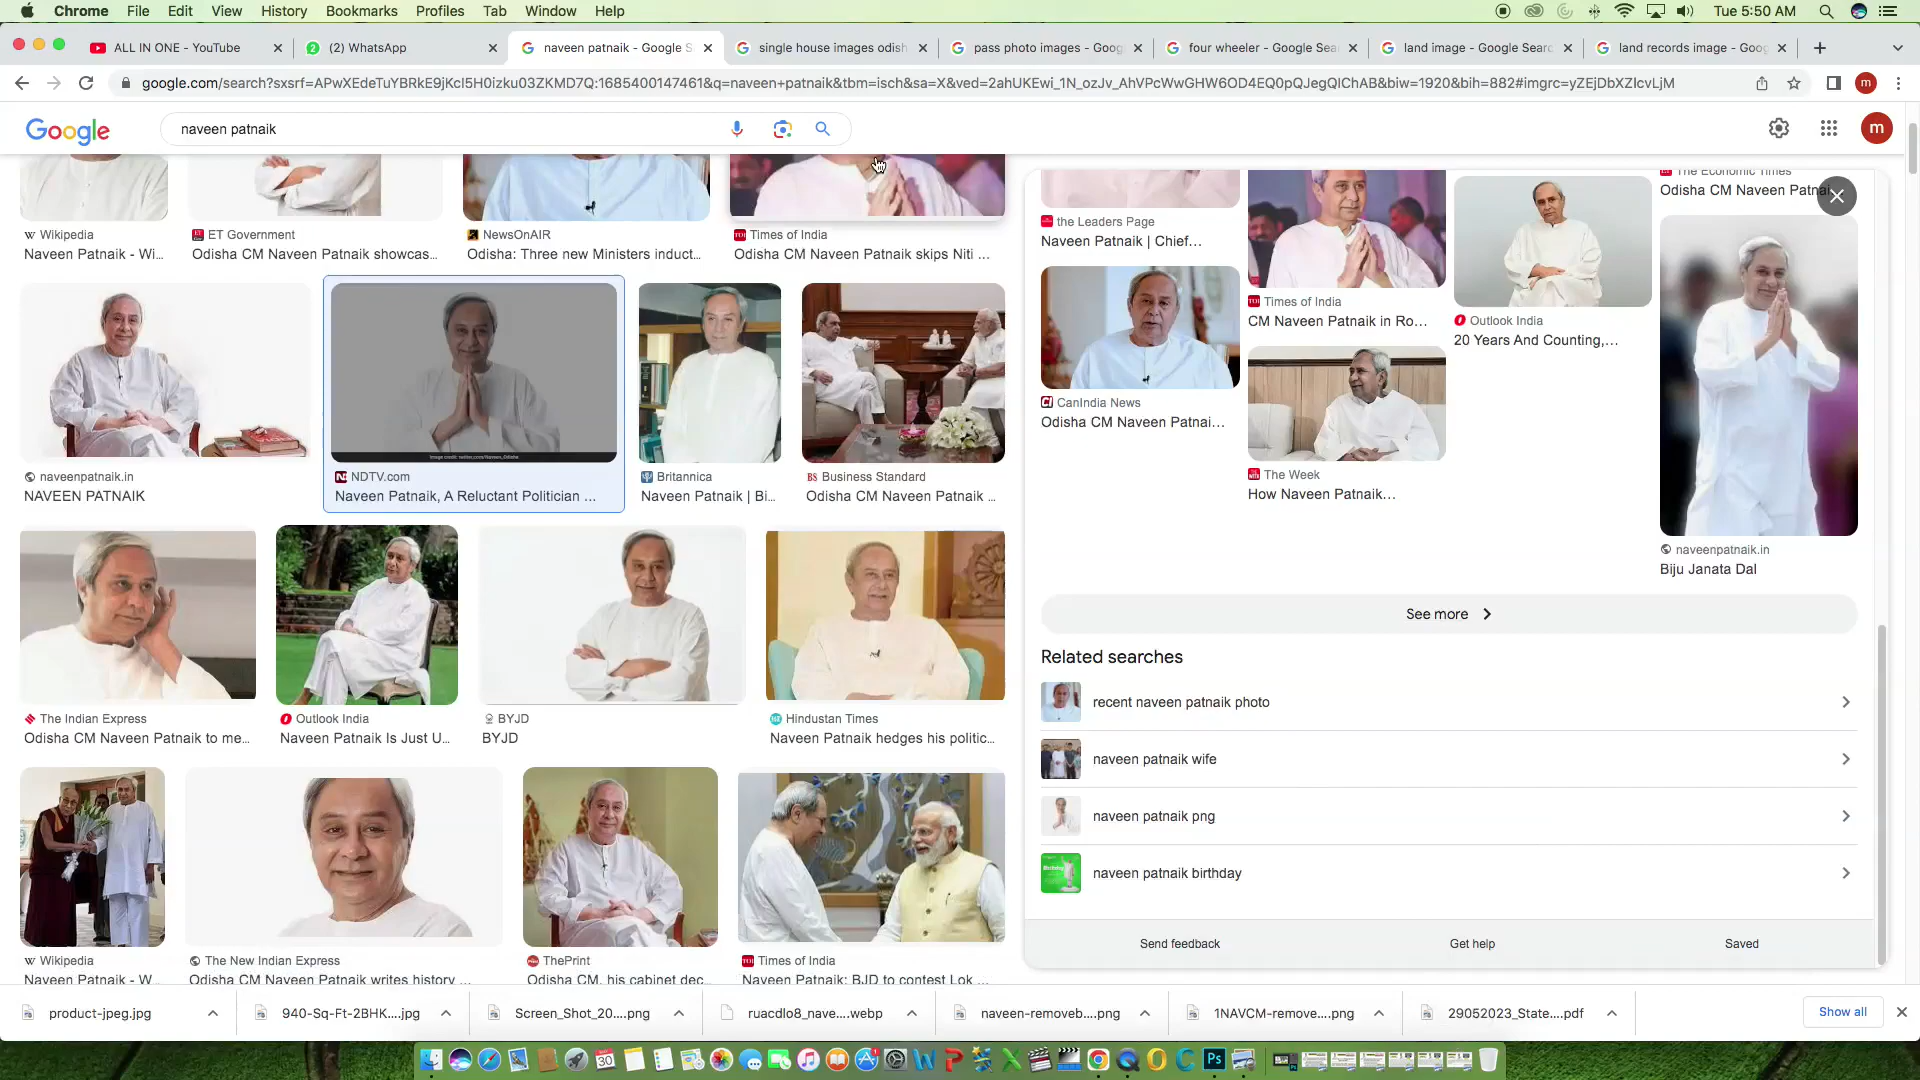 Chrome File Edit View History Bookmarks Profiles Tab Window Help
Tue 5:50 AM
ALL IN ONE - YouTube
(2) WhatsApp
naveen patnaik - Google S
single house images odish
pass photo images - Goog
four wheeler - Google Sea
land image - Google Searc
land records image - Goog
google.com/search?sxsrf=APwXEdeTuYBRkE9jKcI5H0izku03ZKMD7Q:1685400147461&q=naveen+patnaik&tbm=isch&sa=X&ved=2ahUKEwi_1N_ozJv_AhVPcWwGHW6OD4EQ0pQJegQIChAB&biw=1920&bih=882#imgrc=yZEjDbXZIcvLjM
m
Google
naveen patnaik
m
Wikipedia
Naveen Patnaik - Wi...
ET Government
Odisha CM Naveen Patnaik showcas...
NewsOnAIR
Odisha: Three new Ministers induct...
Times of India
Odisha CM Naveen Patnaik skips Niti ...
naveenpatnaik.in
NAVEEN PATNAIK
NDTV.com
Naveen Patnaik, A Reluctant Politician ...
Britannica
Naveen Patnaik | Bi...
Business Standard
Odisha CM Naveen Patnaik ...
The Indian Express
Odisha CM Naveen Patnaik to me...
Outlook India
Naveen Patnaik Is Just U...
BYJD
BYJD
Hindustan Times
Naveen Patnaik hedges his politic...
Wikipedia
Naveen Patnaik - W...
The New Indian Express
Odisha CM Naveen Patnaik writes history ...
ThePrint
Odisha CM, his cabinet dec...
Times of India
Naveen Patnaik: BJD to contest Lok ...
the Leaders Page
Naveen Patnaik | Chief...
CanIndia News
Odisha CM Naveen Patnai...
Times of India
CM Naveen Patnaik in Ro...
The Week
How Naveen Patnaik...
Outlook India
20 Years And Counting,...
The Economic Times
Odisha CM Naveen Patnai
naveenpatnaik.in
Biju Janata Dal
See more
Related searches
recent naveen patnaik photo
naveen patnaik wife
naveen patnaik png
naveen patnaik birthday
Send feedback
Get help
Saved
product-jpeg.jpg
940-Sq-Ft-2BHK....jpg
Screen_Shot_20....png
ruacdlo8_nave....webp
naveen-removeb....png
1NAVCM-remove....png
29052023_State....pdf
Show all